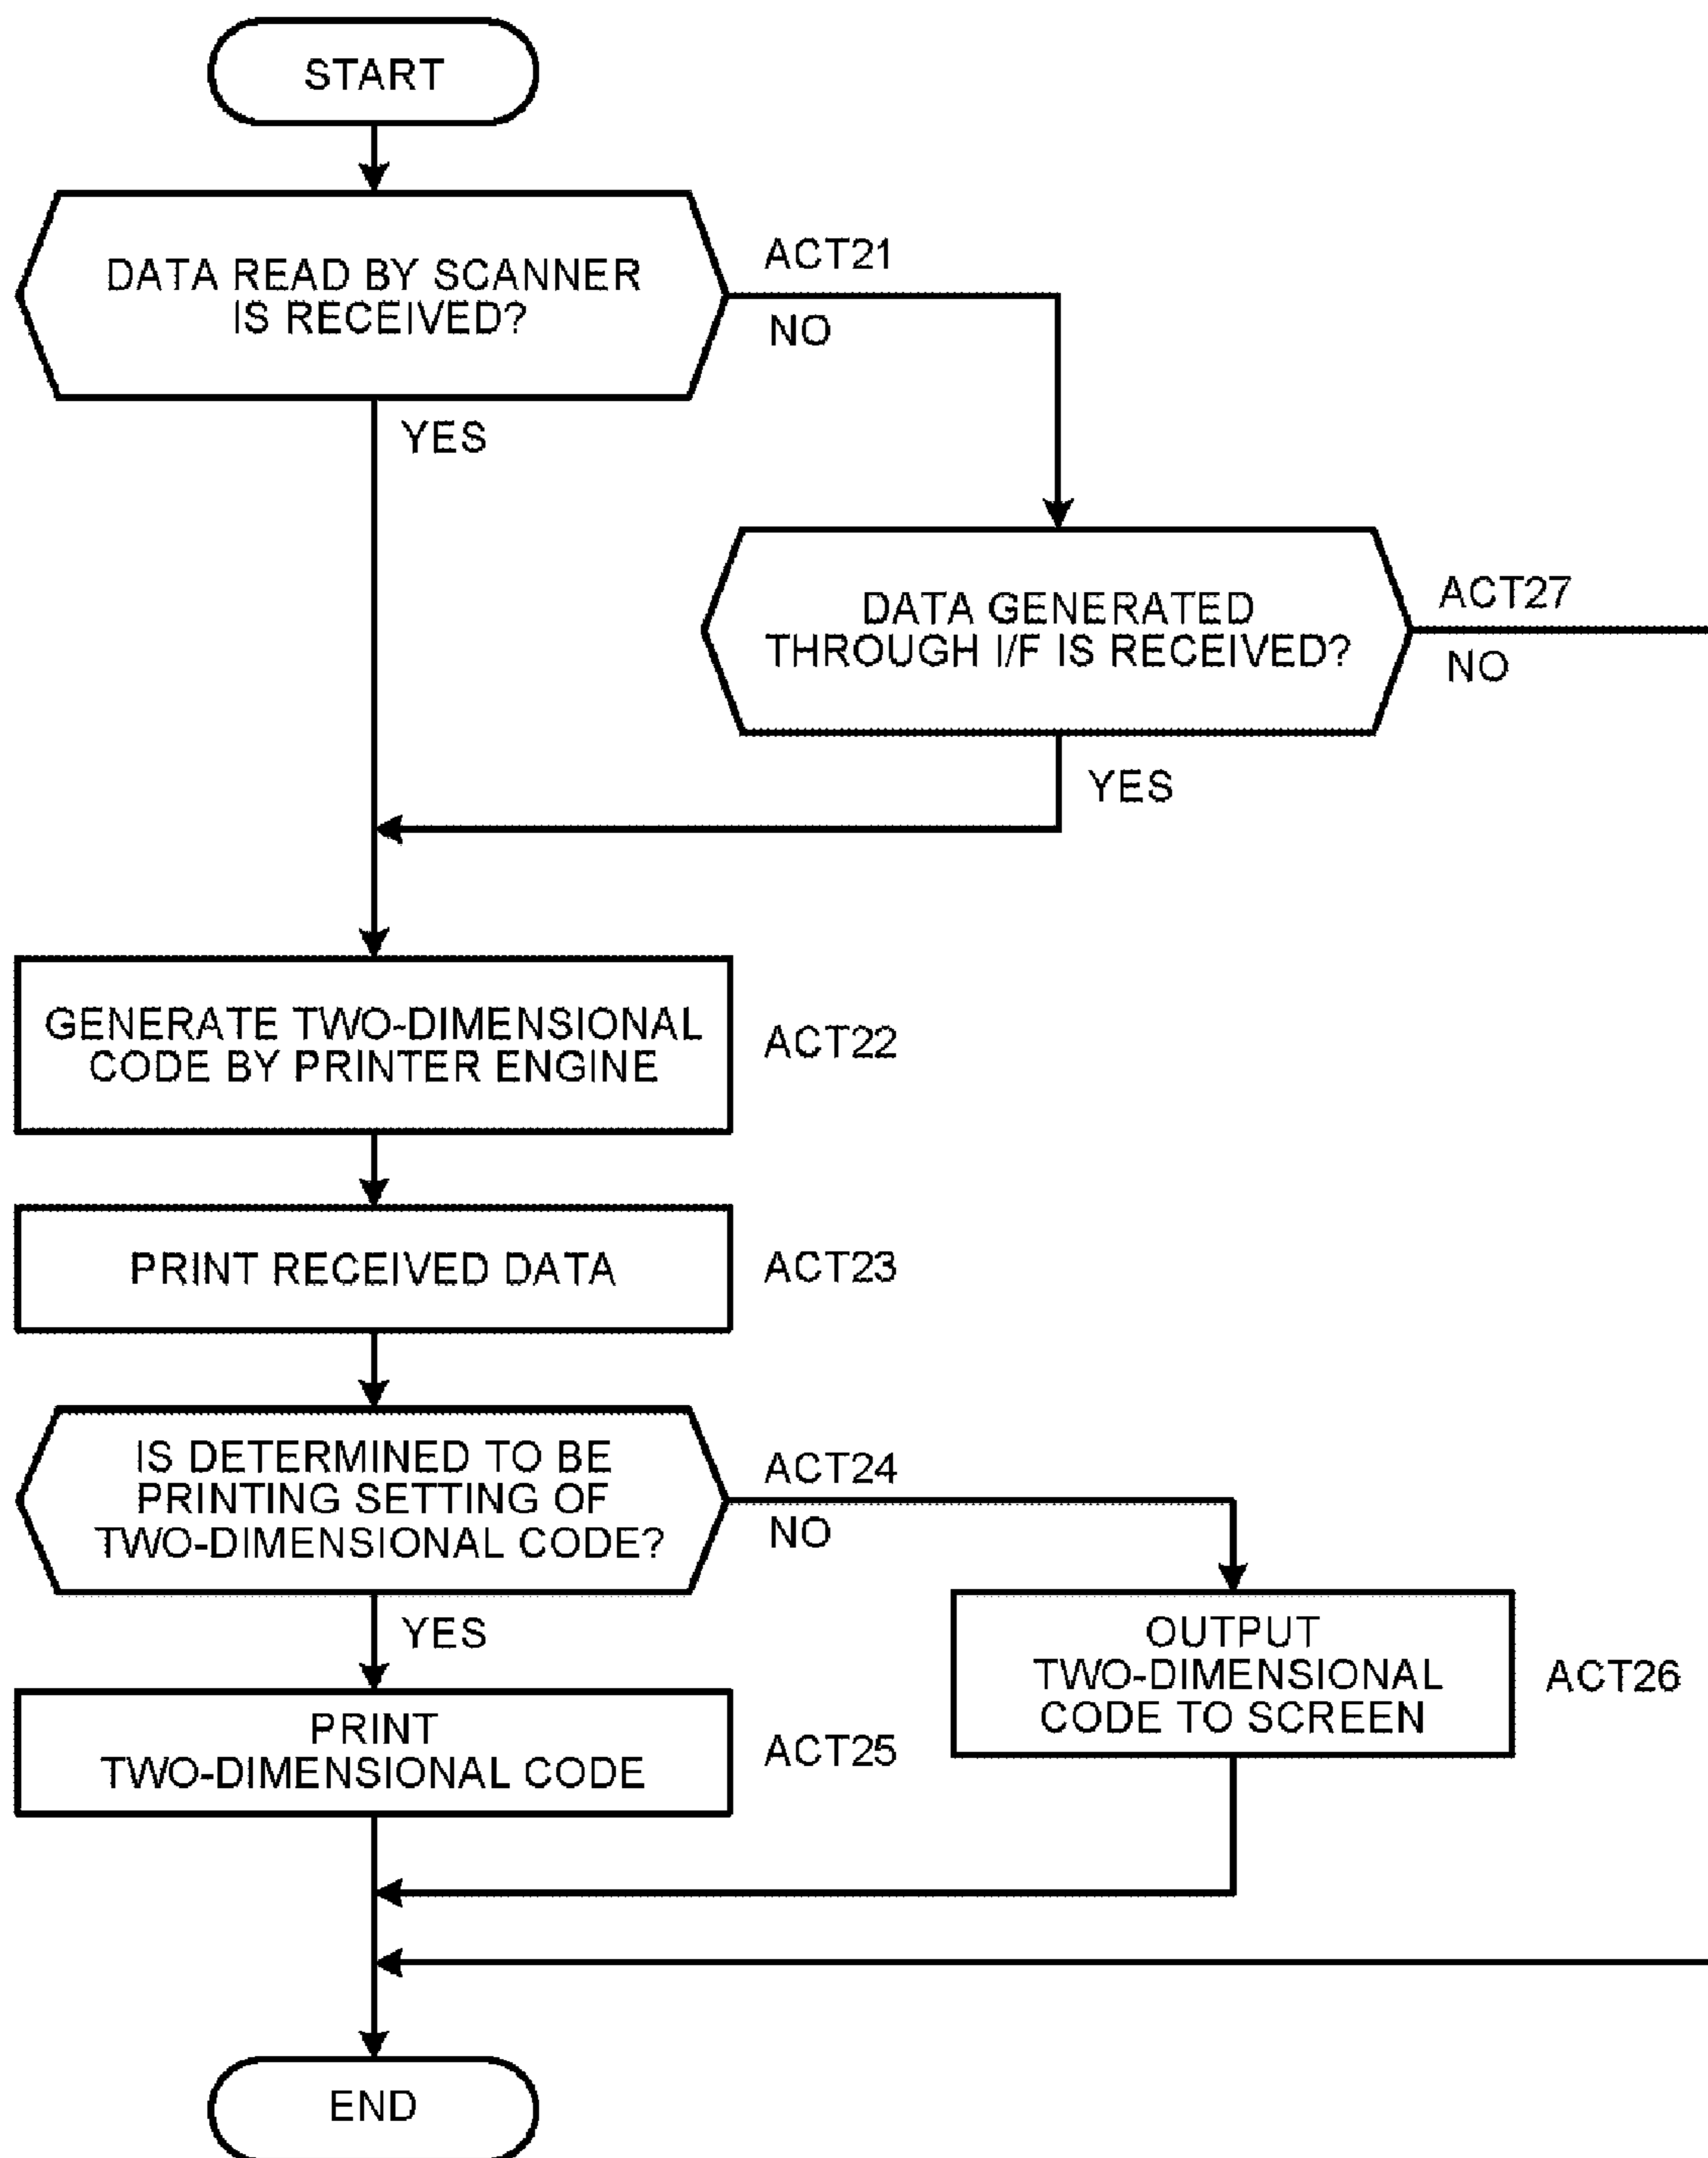 START
DATA READ BY SCANNER
IS RECEIVED?
ACT21
NO
YES
DATA GENERATED
THROUGH I/F IS RECEIVED?
ACT27
NO
YES
GENERATE TWO-DIMENSIONAL
CODE BY PRINTER ENGINE
ACT22
PRINT RECEIVED DATA
ACT23
IS DETERMINED TO BE
PRINTING SETTING OF
TWO-DIMENSIONAL CODE?
ACT24
NO
YES
OUTPUT
TWO-DIMENSIONAL
CODE TO SCREEN
ACT26
PRINT
TWO-DIMENSIONAL CODE
ACT25
END